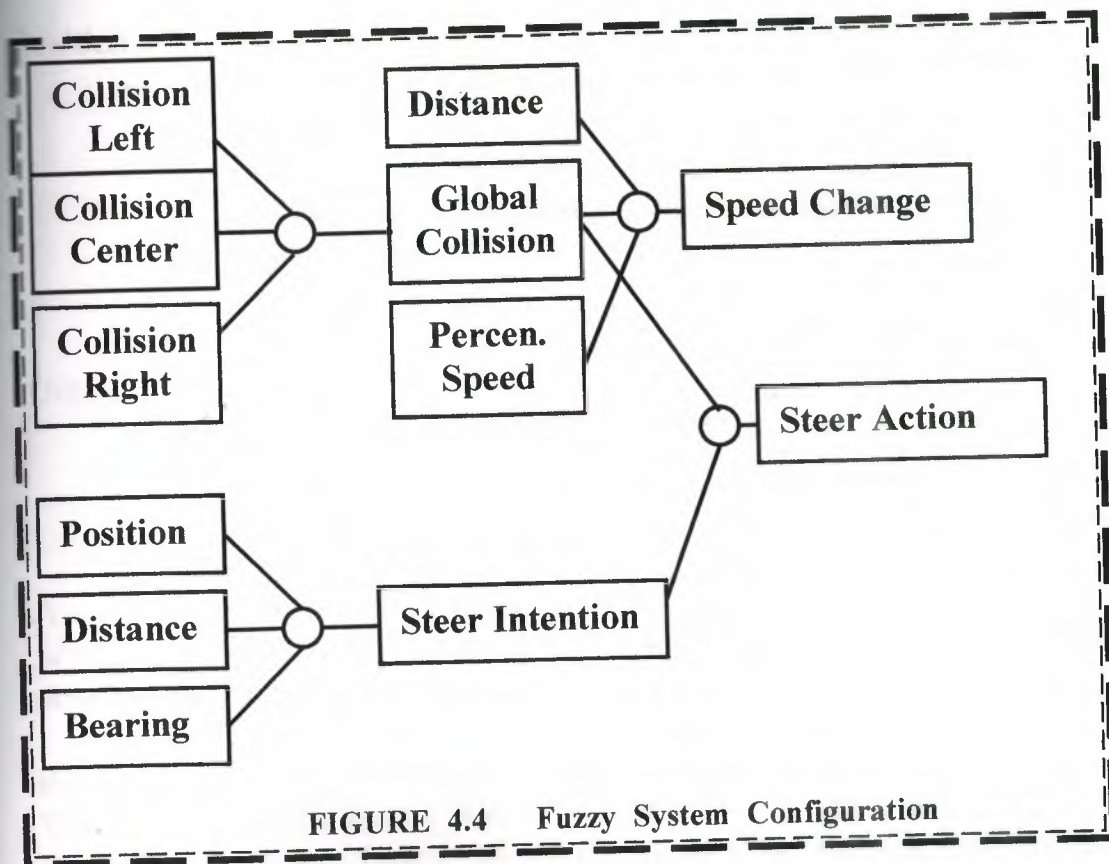 Collision
Left
Collision
Center
Collision
Right
Distance
Global
Collision
Percen.
Speed
Speed Change
Steer Action
Position
Distance
Bearing
Steer Intention
FIGURE 4.4 Fuzzy System Configuration